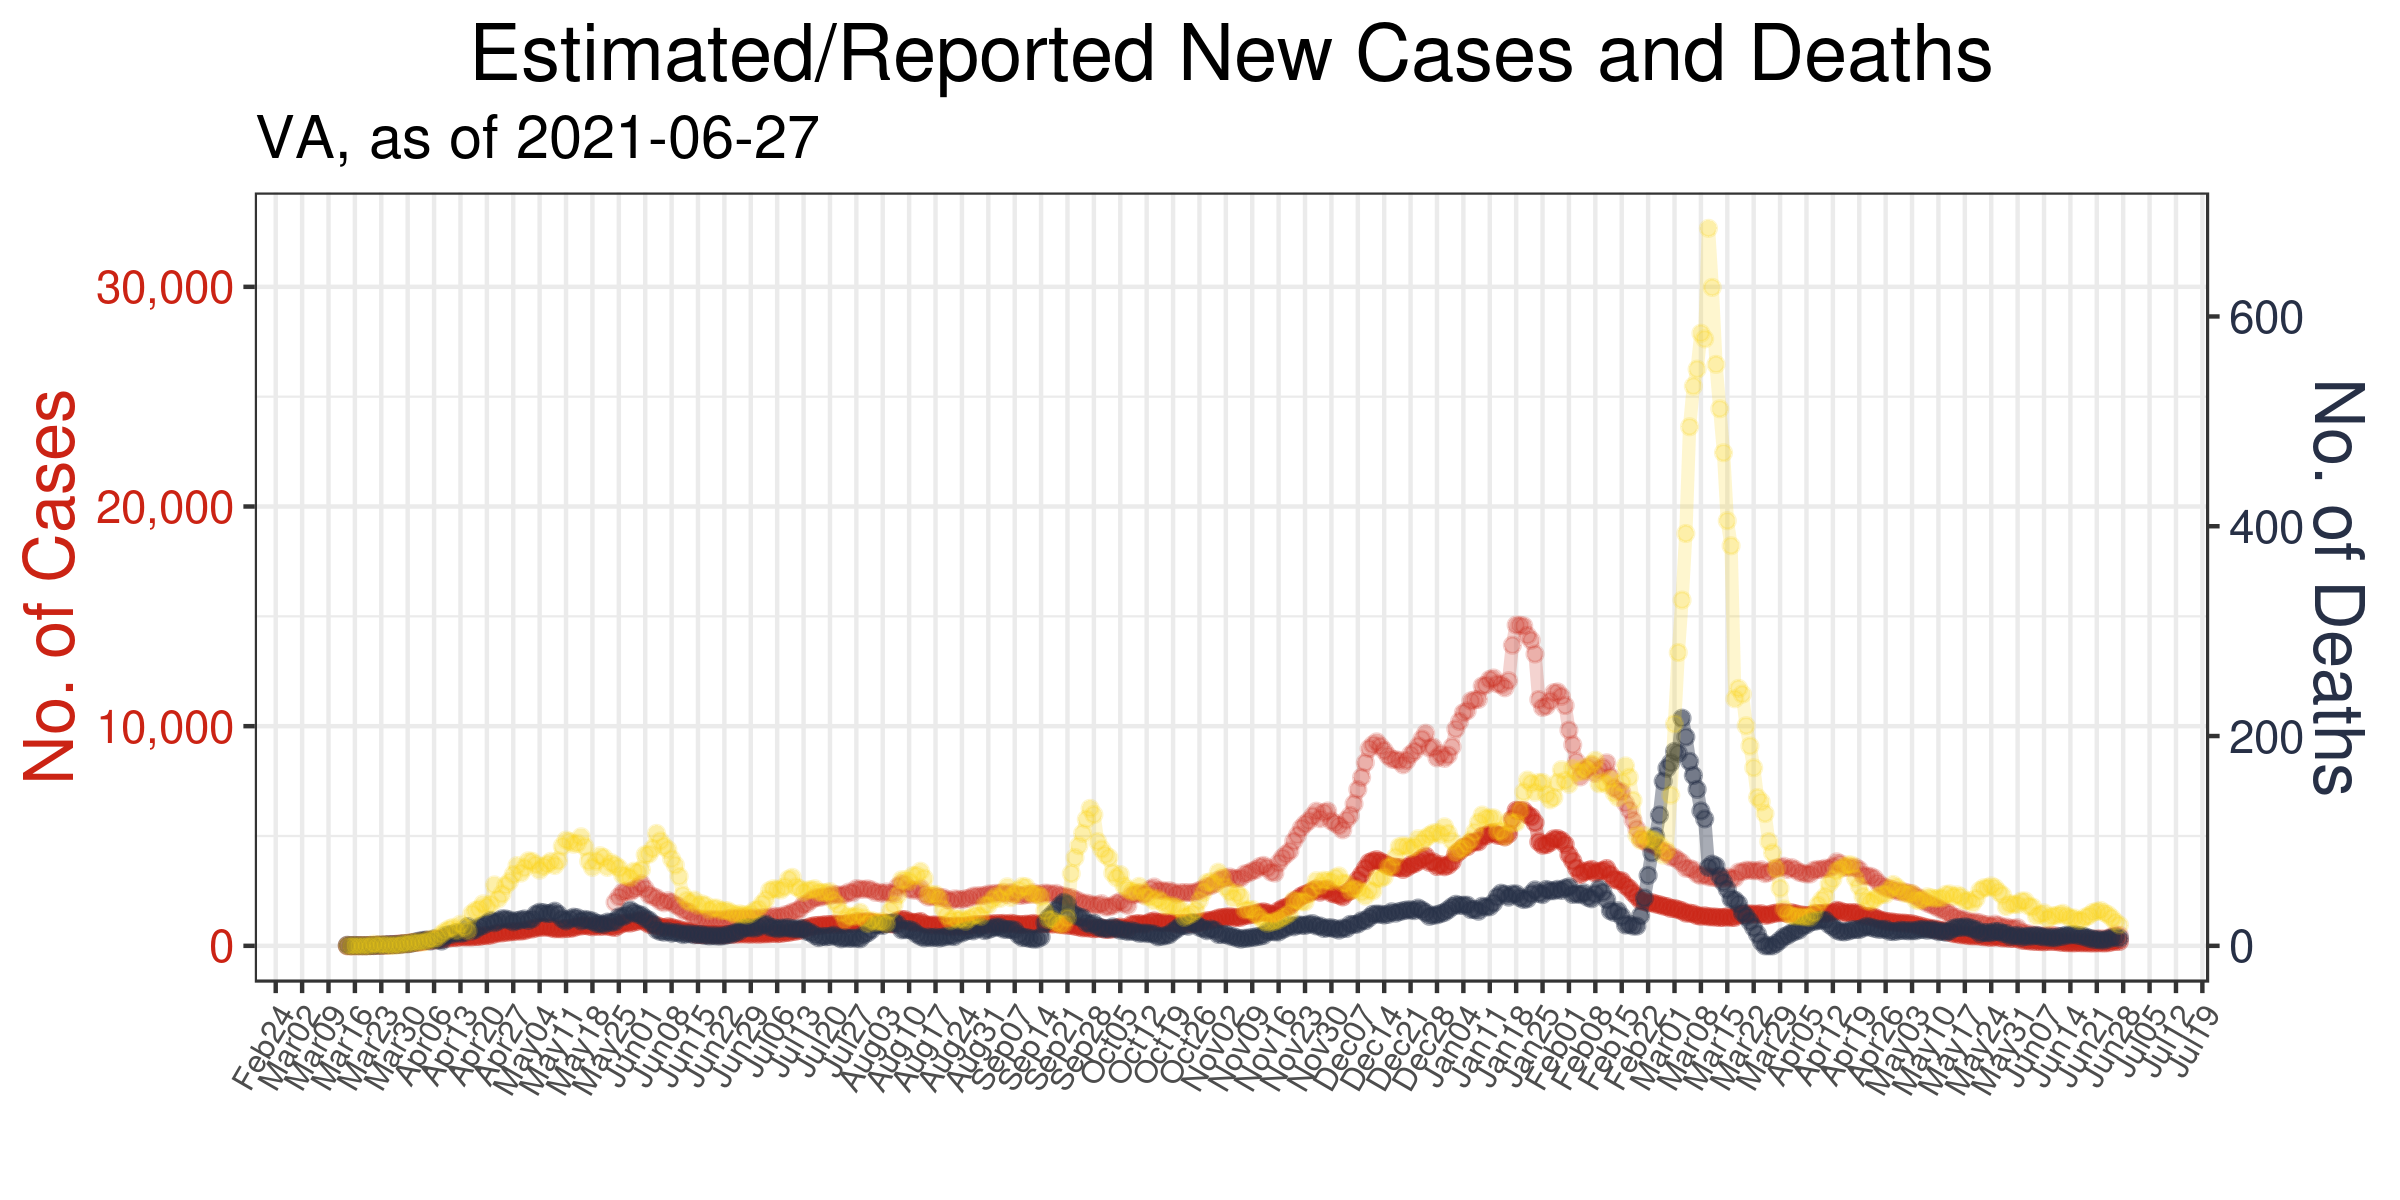 Estimated/Reported New Cases and Deaths
VA, as of 2021-06-27
No. of Cases
30,000
20,000
10,000
0
600
400
200
0
No. of Deaths
Feb24
Mar02
Mar09
Mar16
Mar23
Mar30
Apr06
Apr13
Apr20
Apr27
May04
May11
May18
May25
Jun01
Jun08
Jun15
Jun22
Jun29
Jul06
Jul13
Jul20
Jul27
Aug03
Aug10
Aug17
Aug24
Aug31
Sep07
Sep14
Sep21
Sep28
Oct05
Oct12
Oct19
Oct26
Nov02
Nov09
Nov16
Nov23
Nov30
Dec07
Dec14
Dec21
Dec28
Jan04
Jan11
Jan18
Jan25
Feb01
Feb08
Feb15
Feb22
Mar01
Mar08
Mar15
Mar22
Mar29
Apr05
Apr12
Apr19
Apr26
May03
May10
May17
May24
May31
Jun07
Jun14
Jun21
Jun28
Jul05
Jul12
Jul19